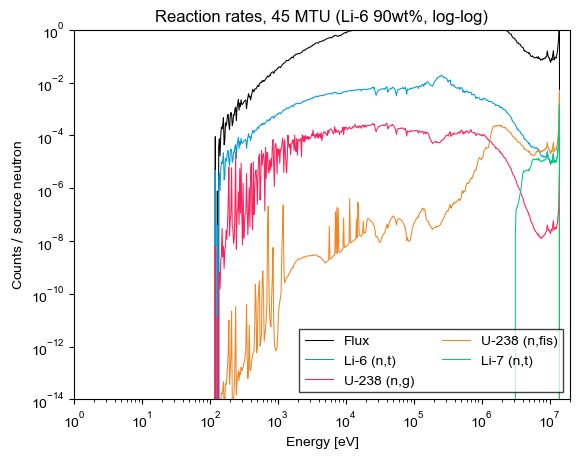 Reaction rates, 45 MTU (Li-6 90wt%, log-log)
Counts / source neutron
10^0
10^-2
10^-4
10^-6
10^-8
10^-10
10^-12
10^-14
Flux
Li-6 (n,t)
U-238 (n,g)
U-238 (n,fis)
Li-7 (n,t)
10^0 10^1 10^2 10^3 10^4 10^5 10^6 10^7
Energy [eV]